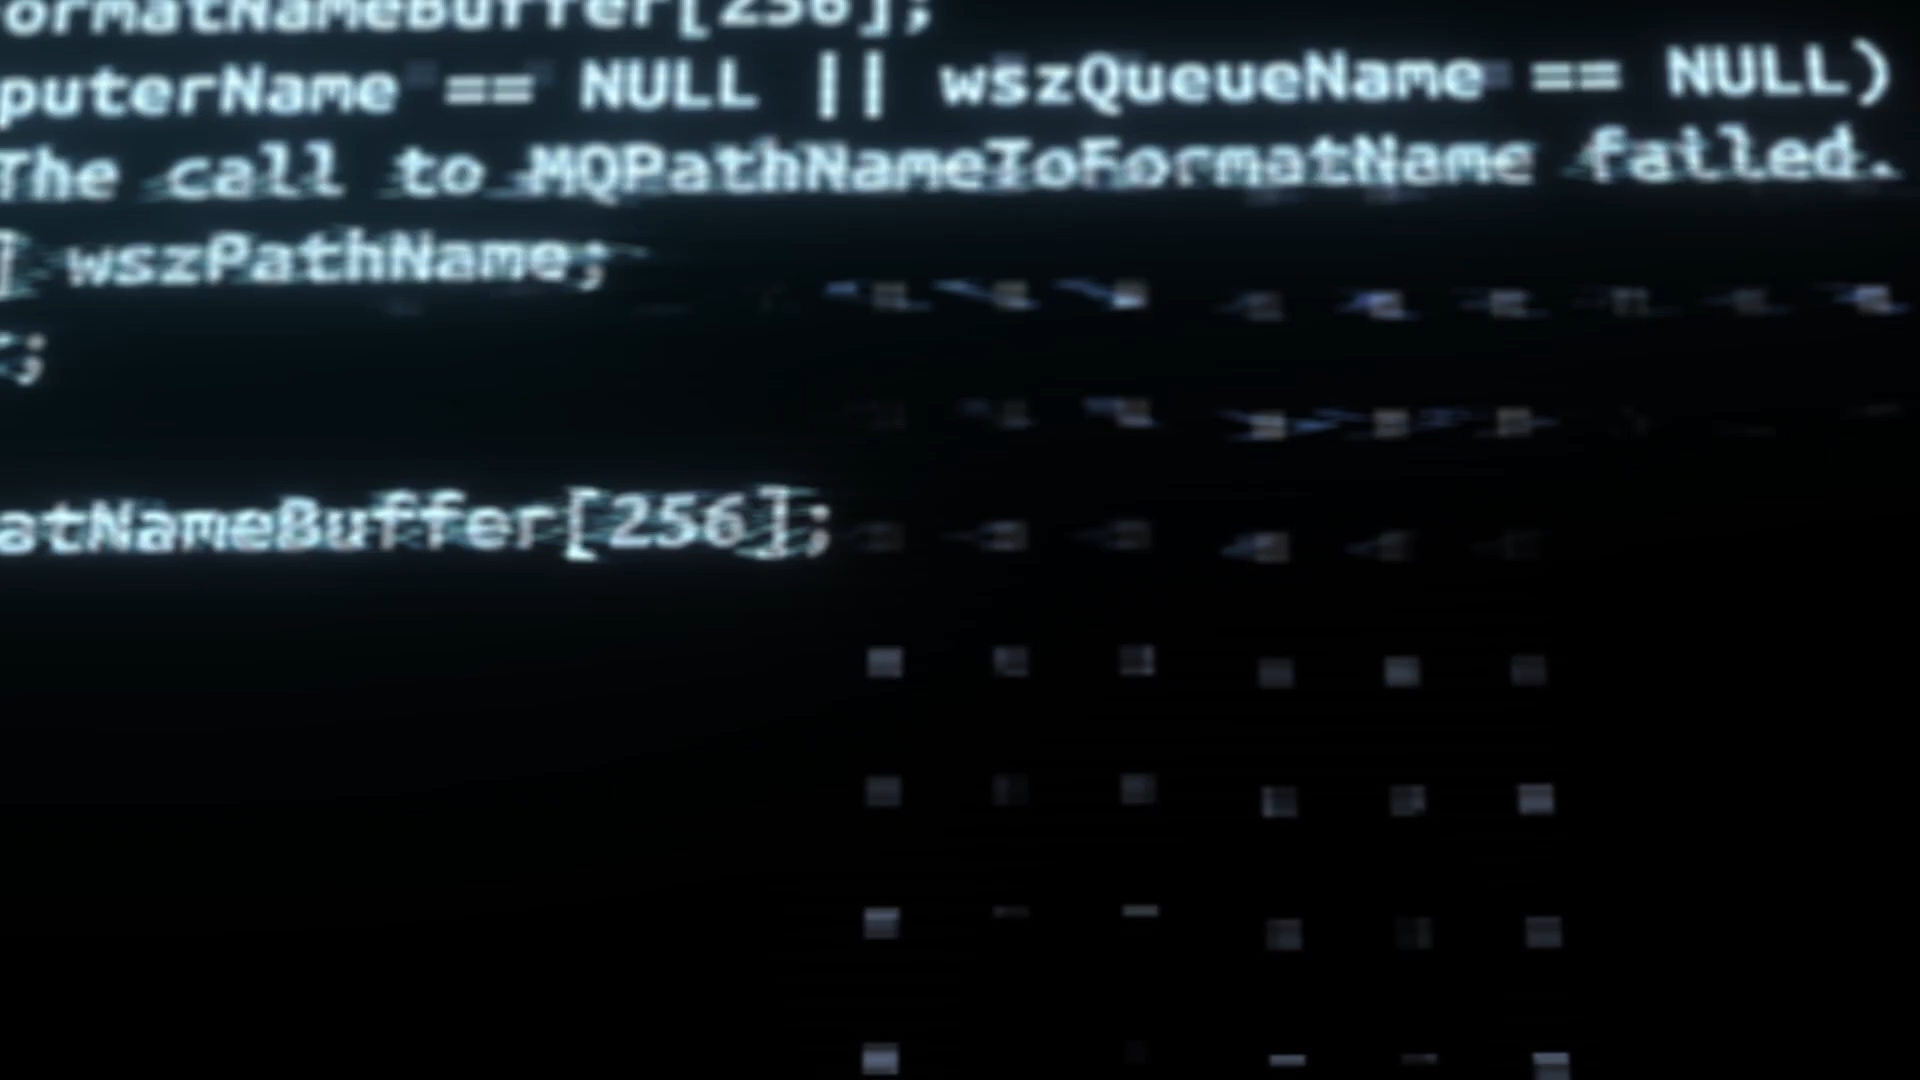 ormatNameBuffer[256];
puterName == NULL || wszQueueName == NULL)
The call to MQPathNameToFormatName failed.
] wszPathName;
;
atNameBuffer[256];